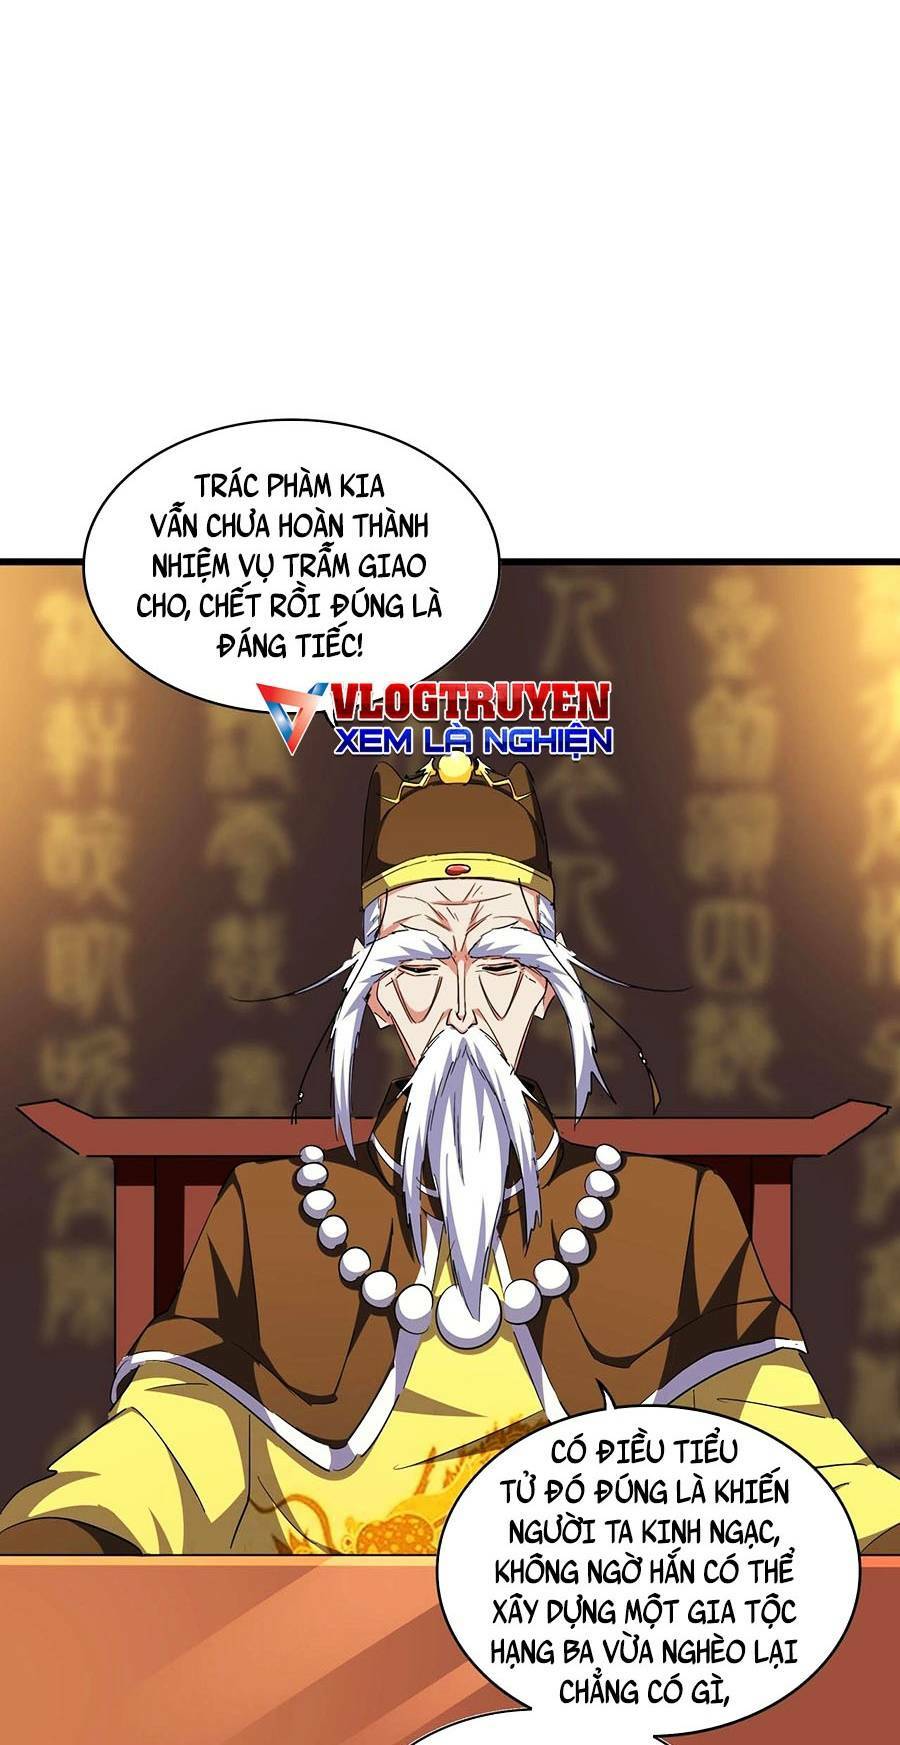 TRÁC PHÀM KIA
VẪN CHƯA HOÀN THÀNH
NHIỆM VỤ TRẪM GIAO
CHO, CHẾT RỒI ĐÚNG LÀ
ĐÁNG TIẾC!
VLOGTRUYEN
XEM LÀ NGHIỆN
CÓ ĐIỀU TIỂU
TỬ ĐÓ ĐÚNG LÀ KHIẾN
NGƯỜI TA KINH NGẠC,
KHÔNG NGỜ HẮN CÓ THỂ
XÂY DỰNG MỘT GIA TỘC
HẠNG BA VỪA NGHÈO LẠI
CHẲNG CÓ GÌ,